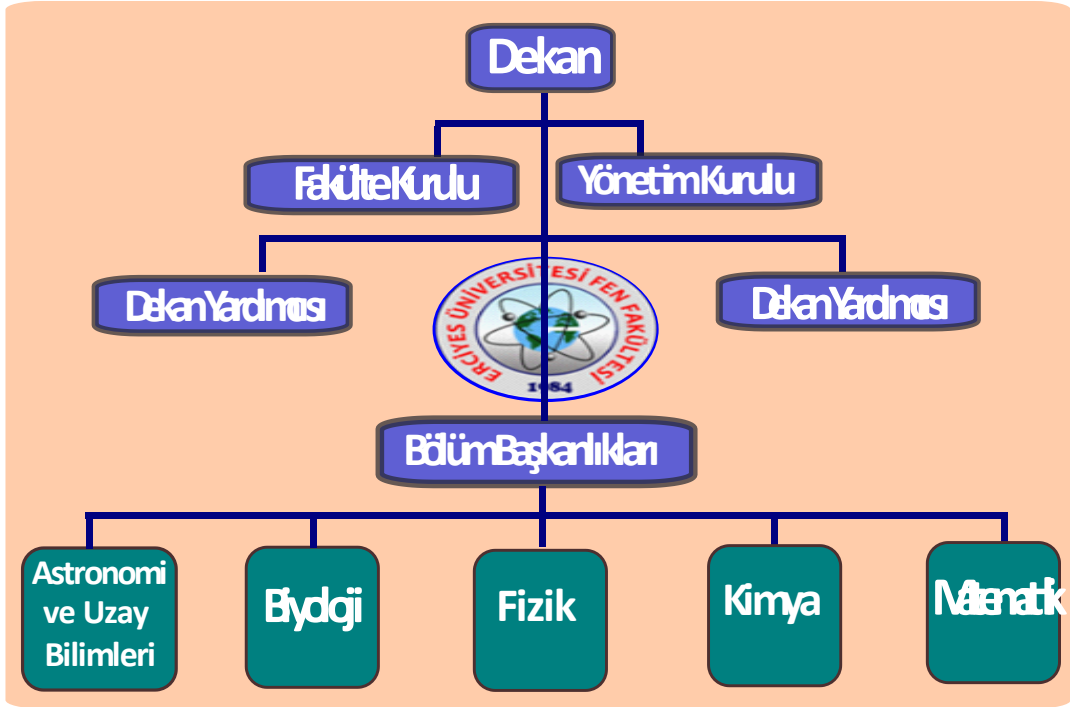 Dekan
Fakülte Kurulu
Yönetim Kurulu
Dekan Yardımcısı
Dekan Yardımcısı
ERCİYES ÜNİVERSİTESİ FEN FAKÜLTESİ
1984
Bölüm Başkanlıkları
Astronomi
ve Uzay
Bilimleri
Biyoloji
Fizik
Kimya
Matematik